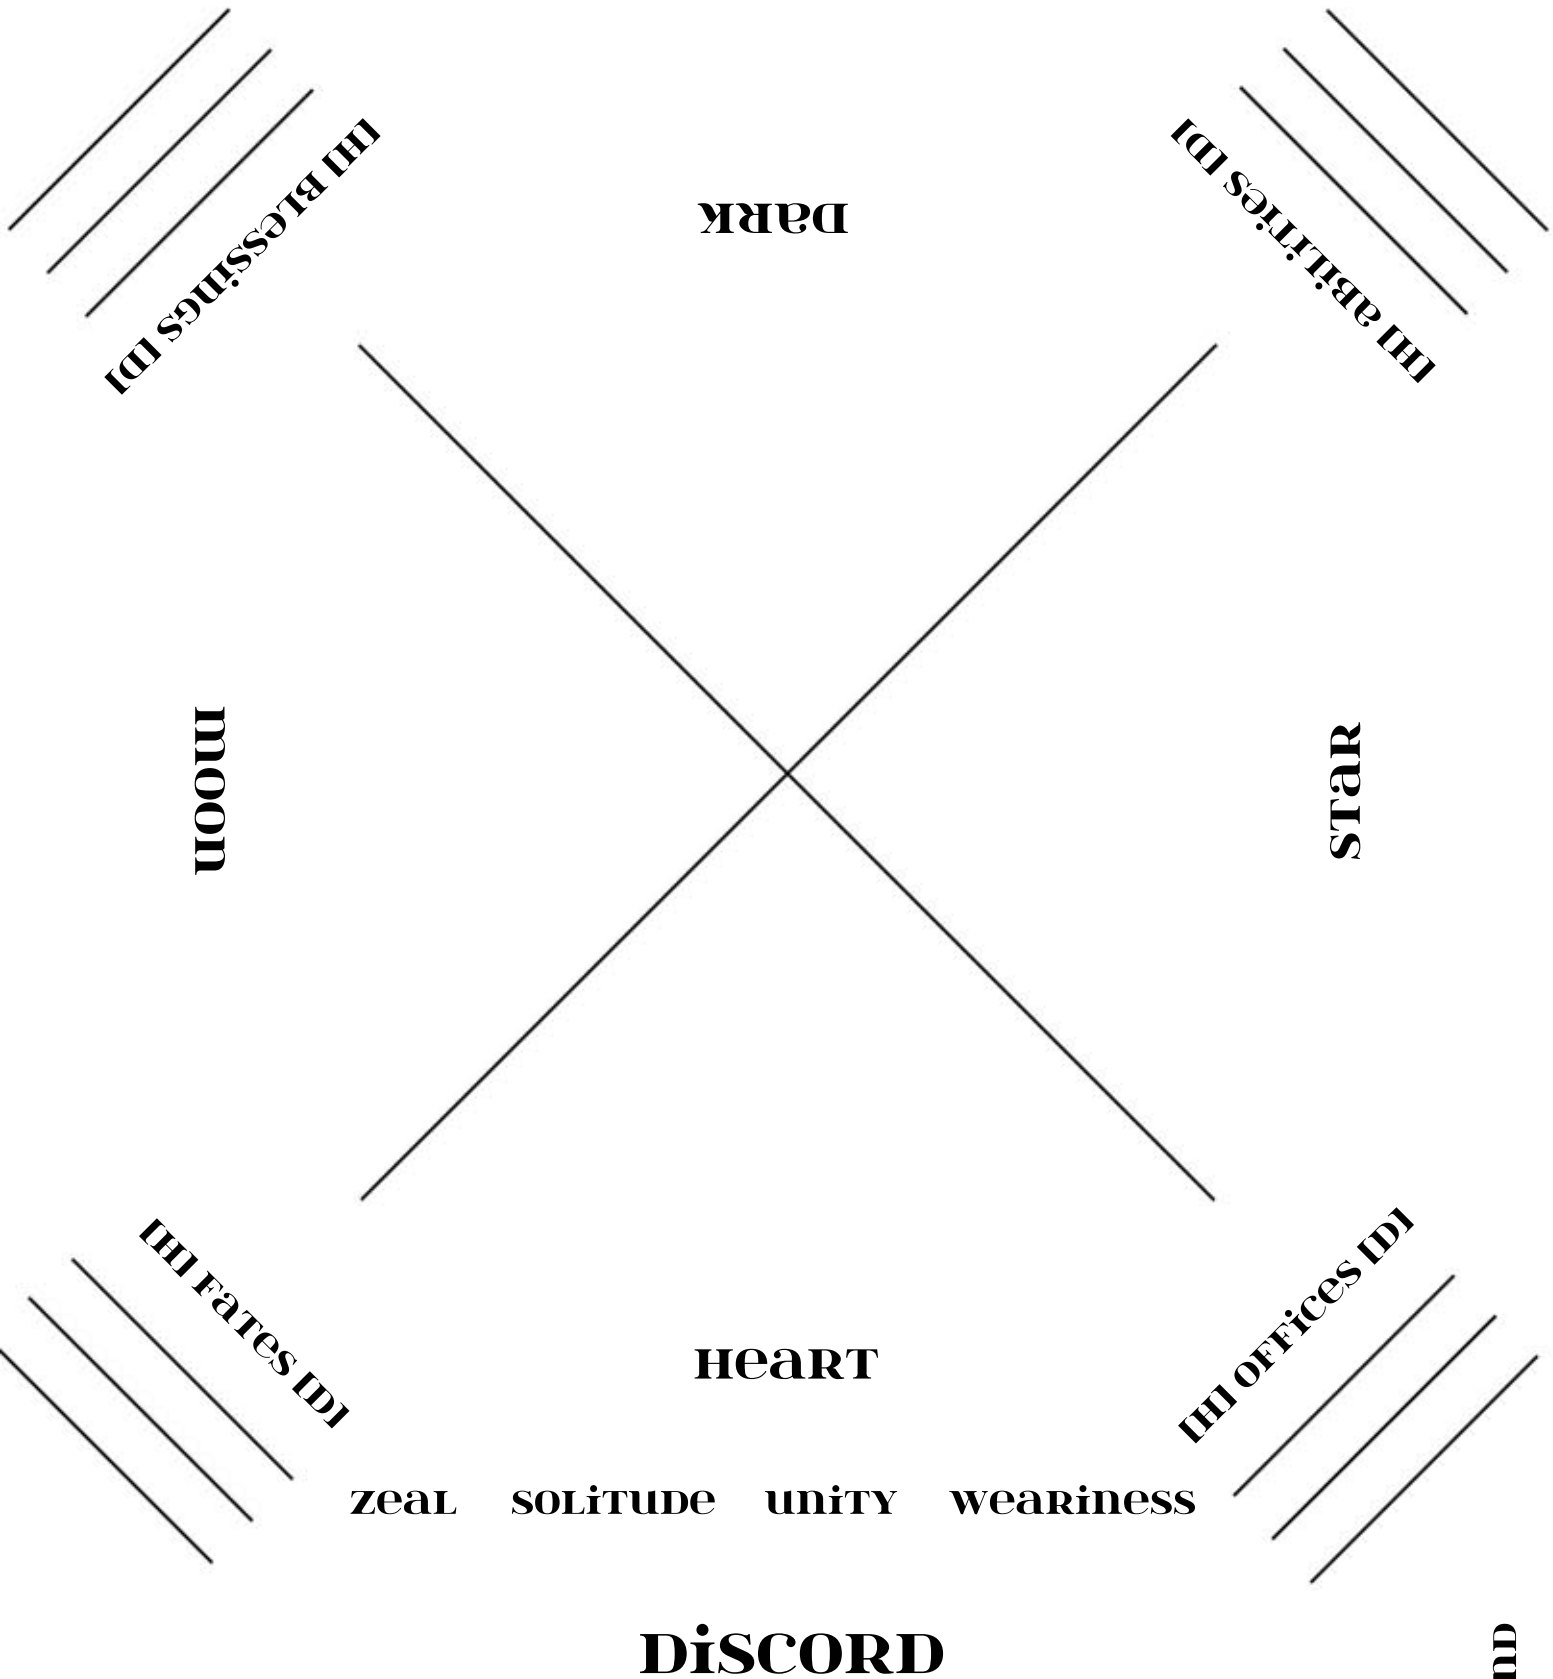 [H] Blessings [D]
Dark
[H] Abilities [D]
Moon
Star
[H] Fates [D]
[H] Offices [D]
Heart
Zeal Solitude Unity Weariness
Discord